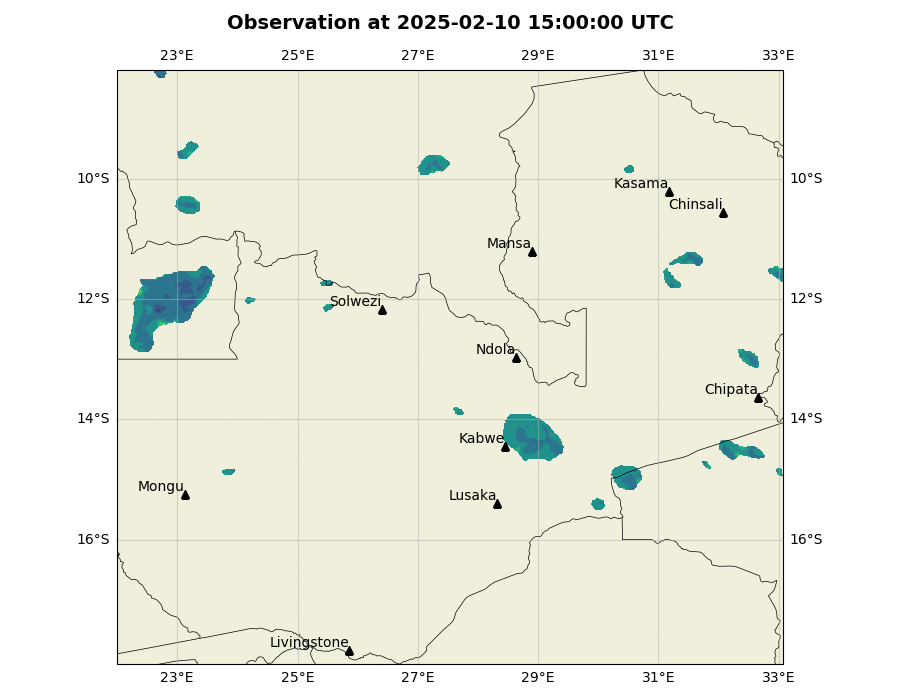 Observation at 2025-02-10 15:00:00 UTC
23°E 25°E 27°E 29°E 31°E 33°E
10°S 10°S
Kasama
Chinsali
Mansa
12°S 12°S
Solwezi
Ndola
Chipata
14°S 14°S
Kabwe
Mongu
Lusaka
16°S 16°S
Livingstone
23°E 25°E 27°E 29°E 31°E 33°E